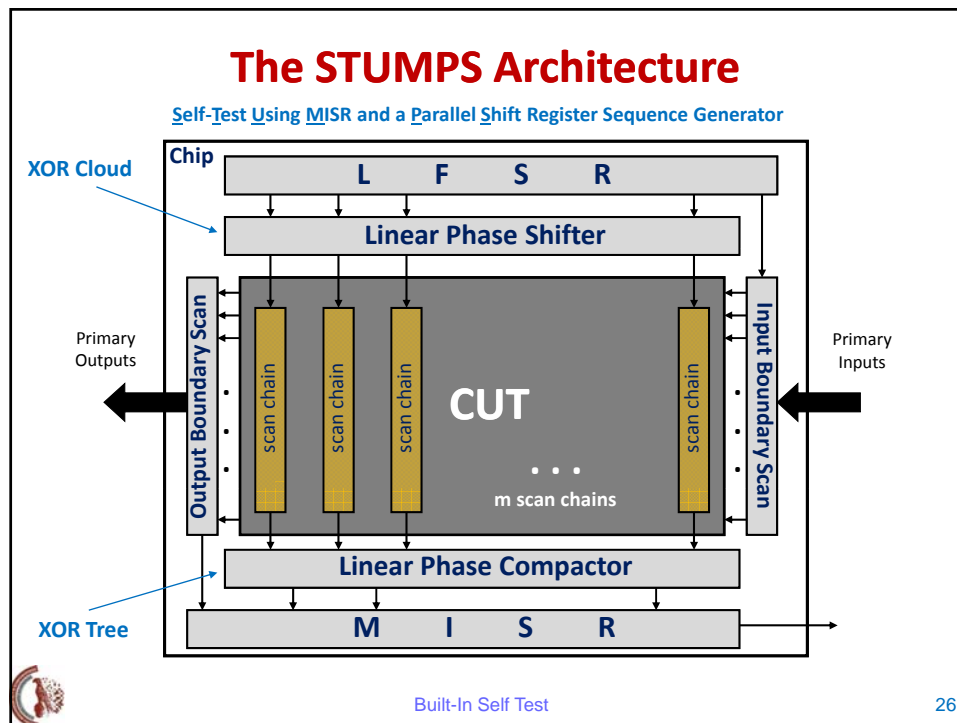 The STUMPS Architecture
Self-Test Using MISR and a Parallel Shift Register Sequence Generator
Chip
XOR Cloud
L F S R
Linear Phase Shifter
Output Boundary Scan
Input Boundary Scan
Primary
Outputs
Primary
Inputs
scan chain
scan chain
scan chain
scan chain
CUT
. . .
m scan chains
Linear Phase Compactor
XOR Tree
M I S R
Built-In Self Test
26